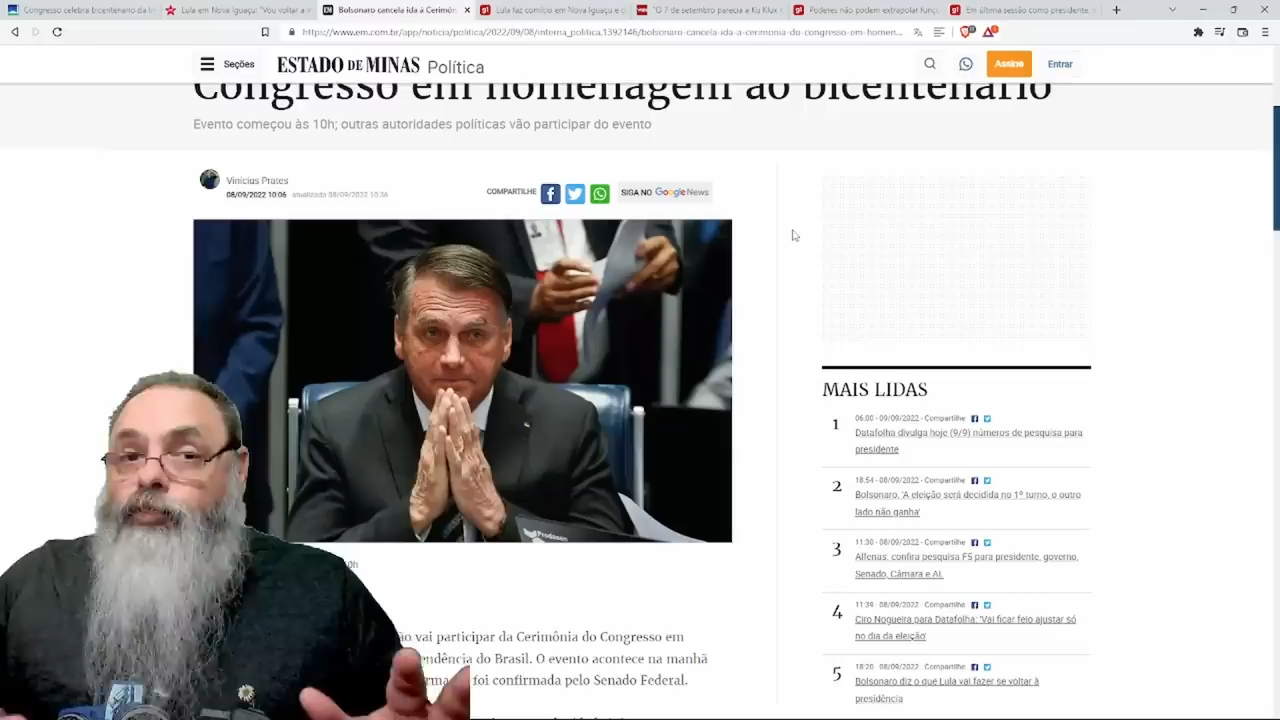 Congresso celebra bicentenário da In
Lula em Nova Iguaçu: "Vou voltar a v
Bolsonaro cancela ida à Cerimôn
Lula faz comício em Nova Iguaçu e c
"O 7 de setembro parecia a Ku Klux
Poderes não podem extrapolar funçõ
Em última sessão como presidente,
https://www.em.com.br/app/noticia/politica/2022/09/08/interna_politica,1392146/bolsonaro-cancela-ida-a-cerimonia-do-congresso-em-homen...
Seções ESTADO DE MINAS Política Assine Entrar
Congresso em homenagem ao bicentenário
Evento começou às 10h; outras autoridades políticas vão participar do evento
Vinícius Prates
08/09/2022 10:06 atualizado 08/09/2022 10:36
COMPARTILHE
SIGA NO Google News
Prodasen
0h
ão vai participar da Cerimônia do Congresso em
endência do Brasil. O evento acontece na manhã
rma foi confirmada pelo Senado Federal.
MAIS LIDAS
1
06:00 - 09/09/2022 - Compartilhe
Datafolha divulga hoje (9/9) números de pesquisa para
presidente
2
18:54 - 08/09/2022 - Compartilhe
Bolsonaro: 'A eleição será decidida no 1º turno, o outro
lado não ganha'
3
11:30 - 08/09/2022 - Compartilhe
Alfenas: confira pesquisa F5 para presidente, governo,
Senado, Câmara e AL
4
11:39 - 08/09/2022 - Compartilhe
Ciro Nogueira para Datafolha: 'Vai ficar feio ajustar só
no dia da eleição'
5
18:20 - 08/09/2022 - Compartilhe
Bolsonaro diz o que Lula vai fazer se voltar à
presidência